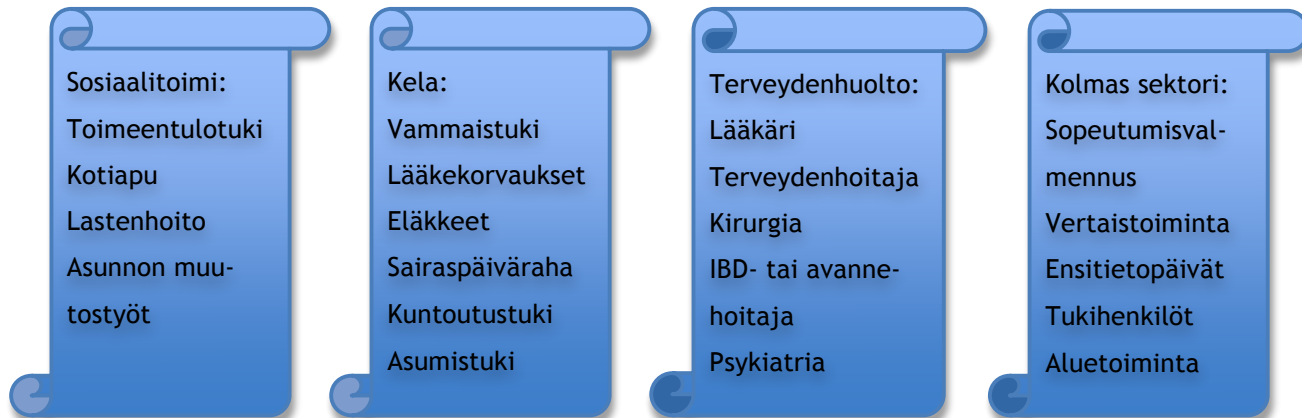 Sosiaalitoimi:
Toimeentulotuki
Kotiapu
Lastenhoito
Asunnon muu-
tostyöt
Kela:
Vammaistuki
Lääkekorvaukset
Eläkkeet
Sairaspäiväraha
Kuntoutustuki
Asumistuki
Terveydenhuolto:
Lääkäri
Terveydenhoitaja
Kirurgia
IBD- tai avanne-
hoitaja
Psykiatria
Kolmas sektori:
Sopeutumisval-
mennus
Vertaistoiminta
Ensitietopäivät
Tukihenkilöt
Aluetoiminta